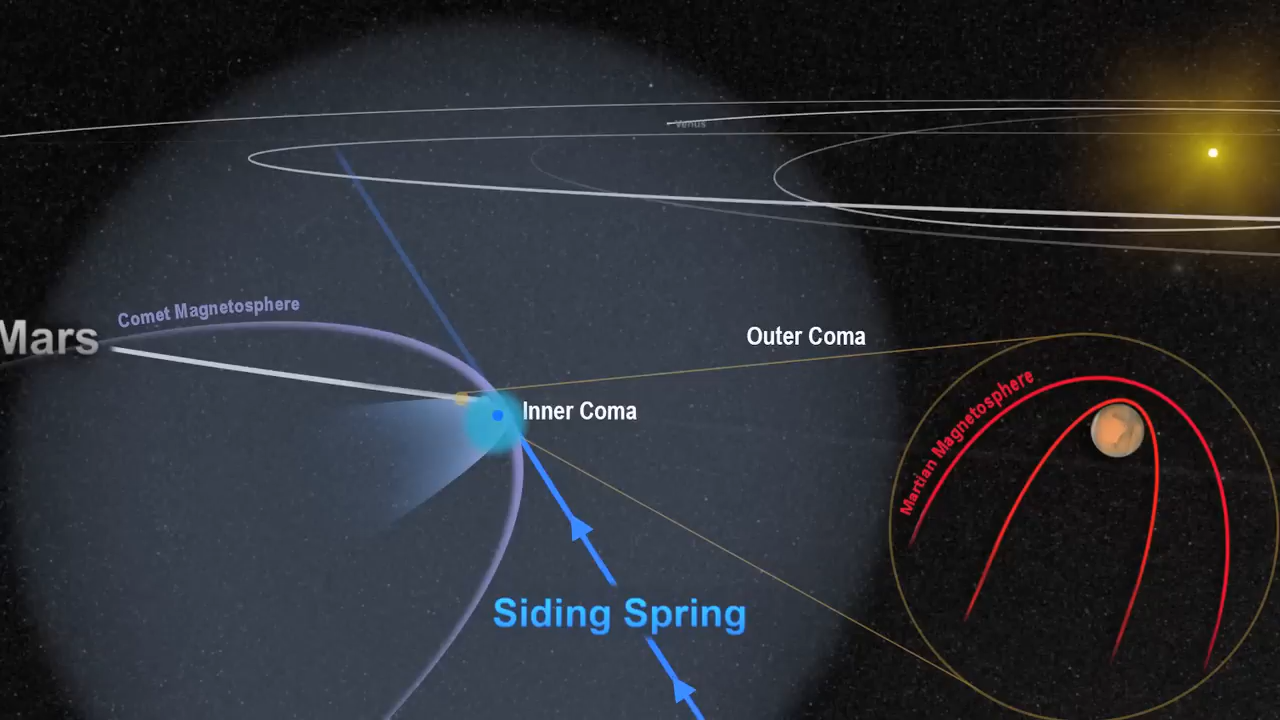 Venus
Comet Magnetosphere
Mars
Outer Coma
Martian Magnetosphere
Inner Coma
Siding Spring